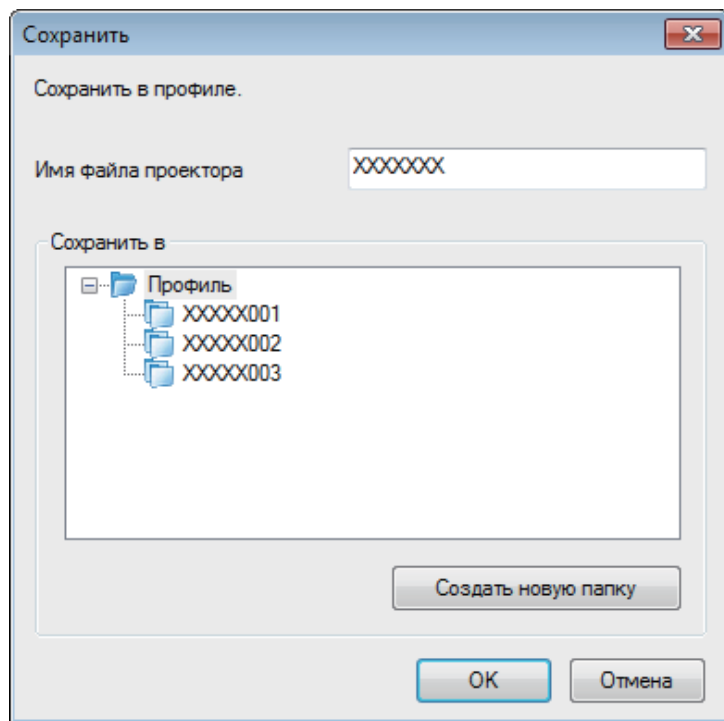 Сохранить
Сохранить в профиле.
Имя файла проектора XXXXXXX
Сохранить в
Профиль
XXXXX001
XXXXX002
XXXXX003
Создать новую папку
OK Отмена